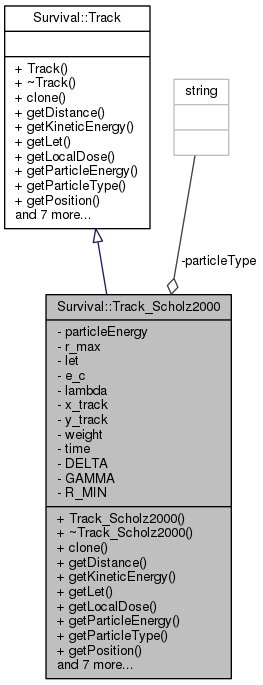 Survival::Track
+ Track()
+ ~Track()
+ clone()
+ getDistance()
+ getKineticEnergy()
+ getLet()
+ getLocalDose()
+ getParticleEnergy()
+ getParticleType()
+ getPosition()
and 7 more...
string
-particleType
Survival::Track_Scholz2000
- particleEnergy
- r_max
- let
- e_c
- lambda
- x_track
- y_track
- weight
- time
- DELTA
- GAMMA
- R_MIN
+ Track_Scholz2000()
+ ~Track_Scholz2000()
+ clone()
+ getDistance()
+ getKineticEnergy()
+ getLet()
+ getLocalDose()
+ getParticleEnergy()
+ getParticleType()
+ getPosition()
and 7 more...